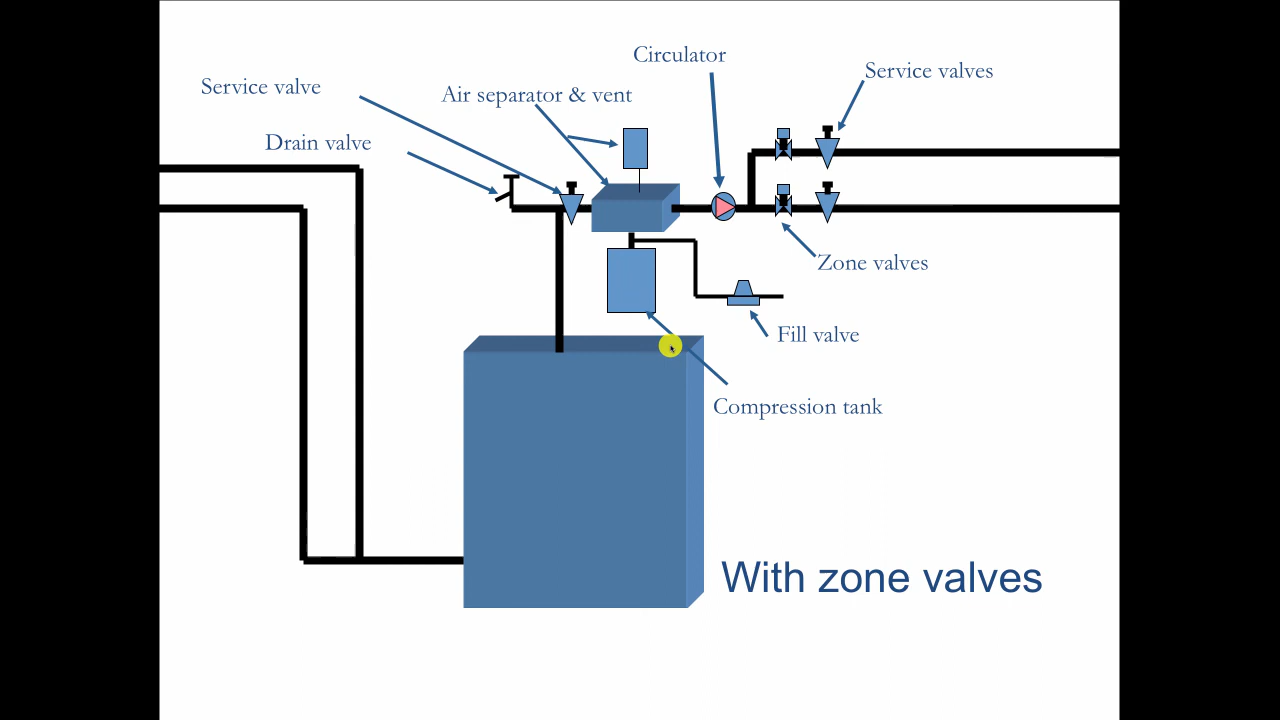 Circulator
Service valves
Service valve
Air separator & vent
Drain valve
Zone valves
Fill valve
Compression tank
With zone valves